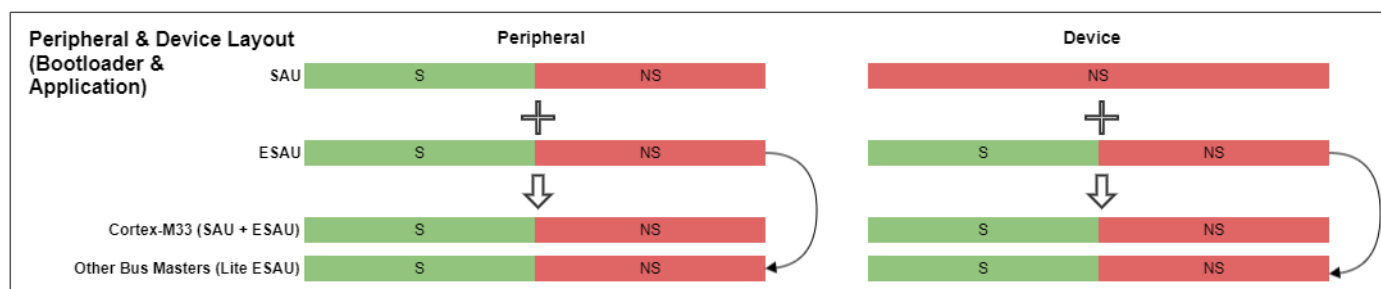 Peripheral & Device Layout
(Bootloader &
Application)
Peripheral
Device
SAU
S
NS
NS
ESAU
S
NS
S
NS
Cortex-M33 (SAU + ESAU)
S
NS
S
NS
Other Bus Masters (Lite ESAU)
S
NS
S
NS